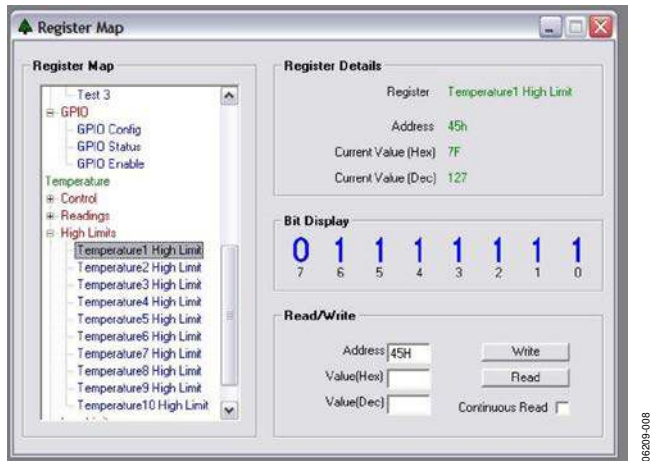 Register Map
Register Map
Test 3
GPIO
GPIO Config
GPIO Status
GPIO Enable
Temperature
Control
Readings
High Limits
Temperature1 High Limit
Temperature2 High Limit
Temperature3 High Limit
Temperature4 High Limit
Temperature5 High Limit
Temperature6 High Limit
Temperature7 High Limit
Temperature8 High Limit
Temperature9 High Limit
Temperature10 High Limit
Register Details
Register Temperature1 High Limit
Address 45h
Current Value (Hex) 7F
Current Value (Dec) 127
Bit Display
0 1 1 1 1 1 1 1
7 6 5 4 3 2 1 0
Read/Write
Address 45H Write
Value(Hex) Read
Value(Dec) Continuous Read
06209-008